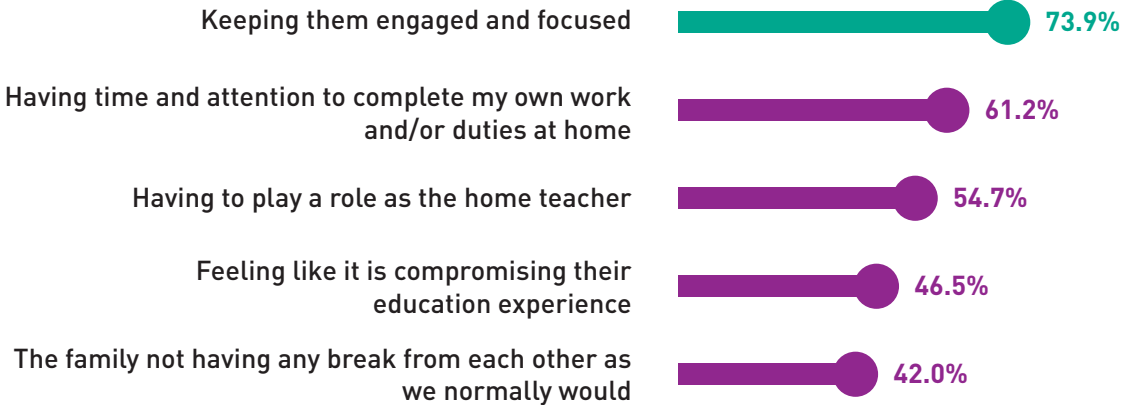 Keeping them engaged and focused
73.9%
Having time and attention to complete my own work
and/or duties at home
61.2%
Having to play a role as the home teacher
54.7%
Feeling like it is compromising their
education experience
46.5%
The family not having any break from each other as
we normally would
42.0%